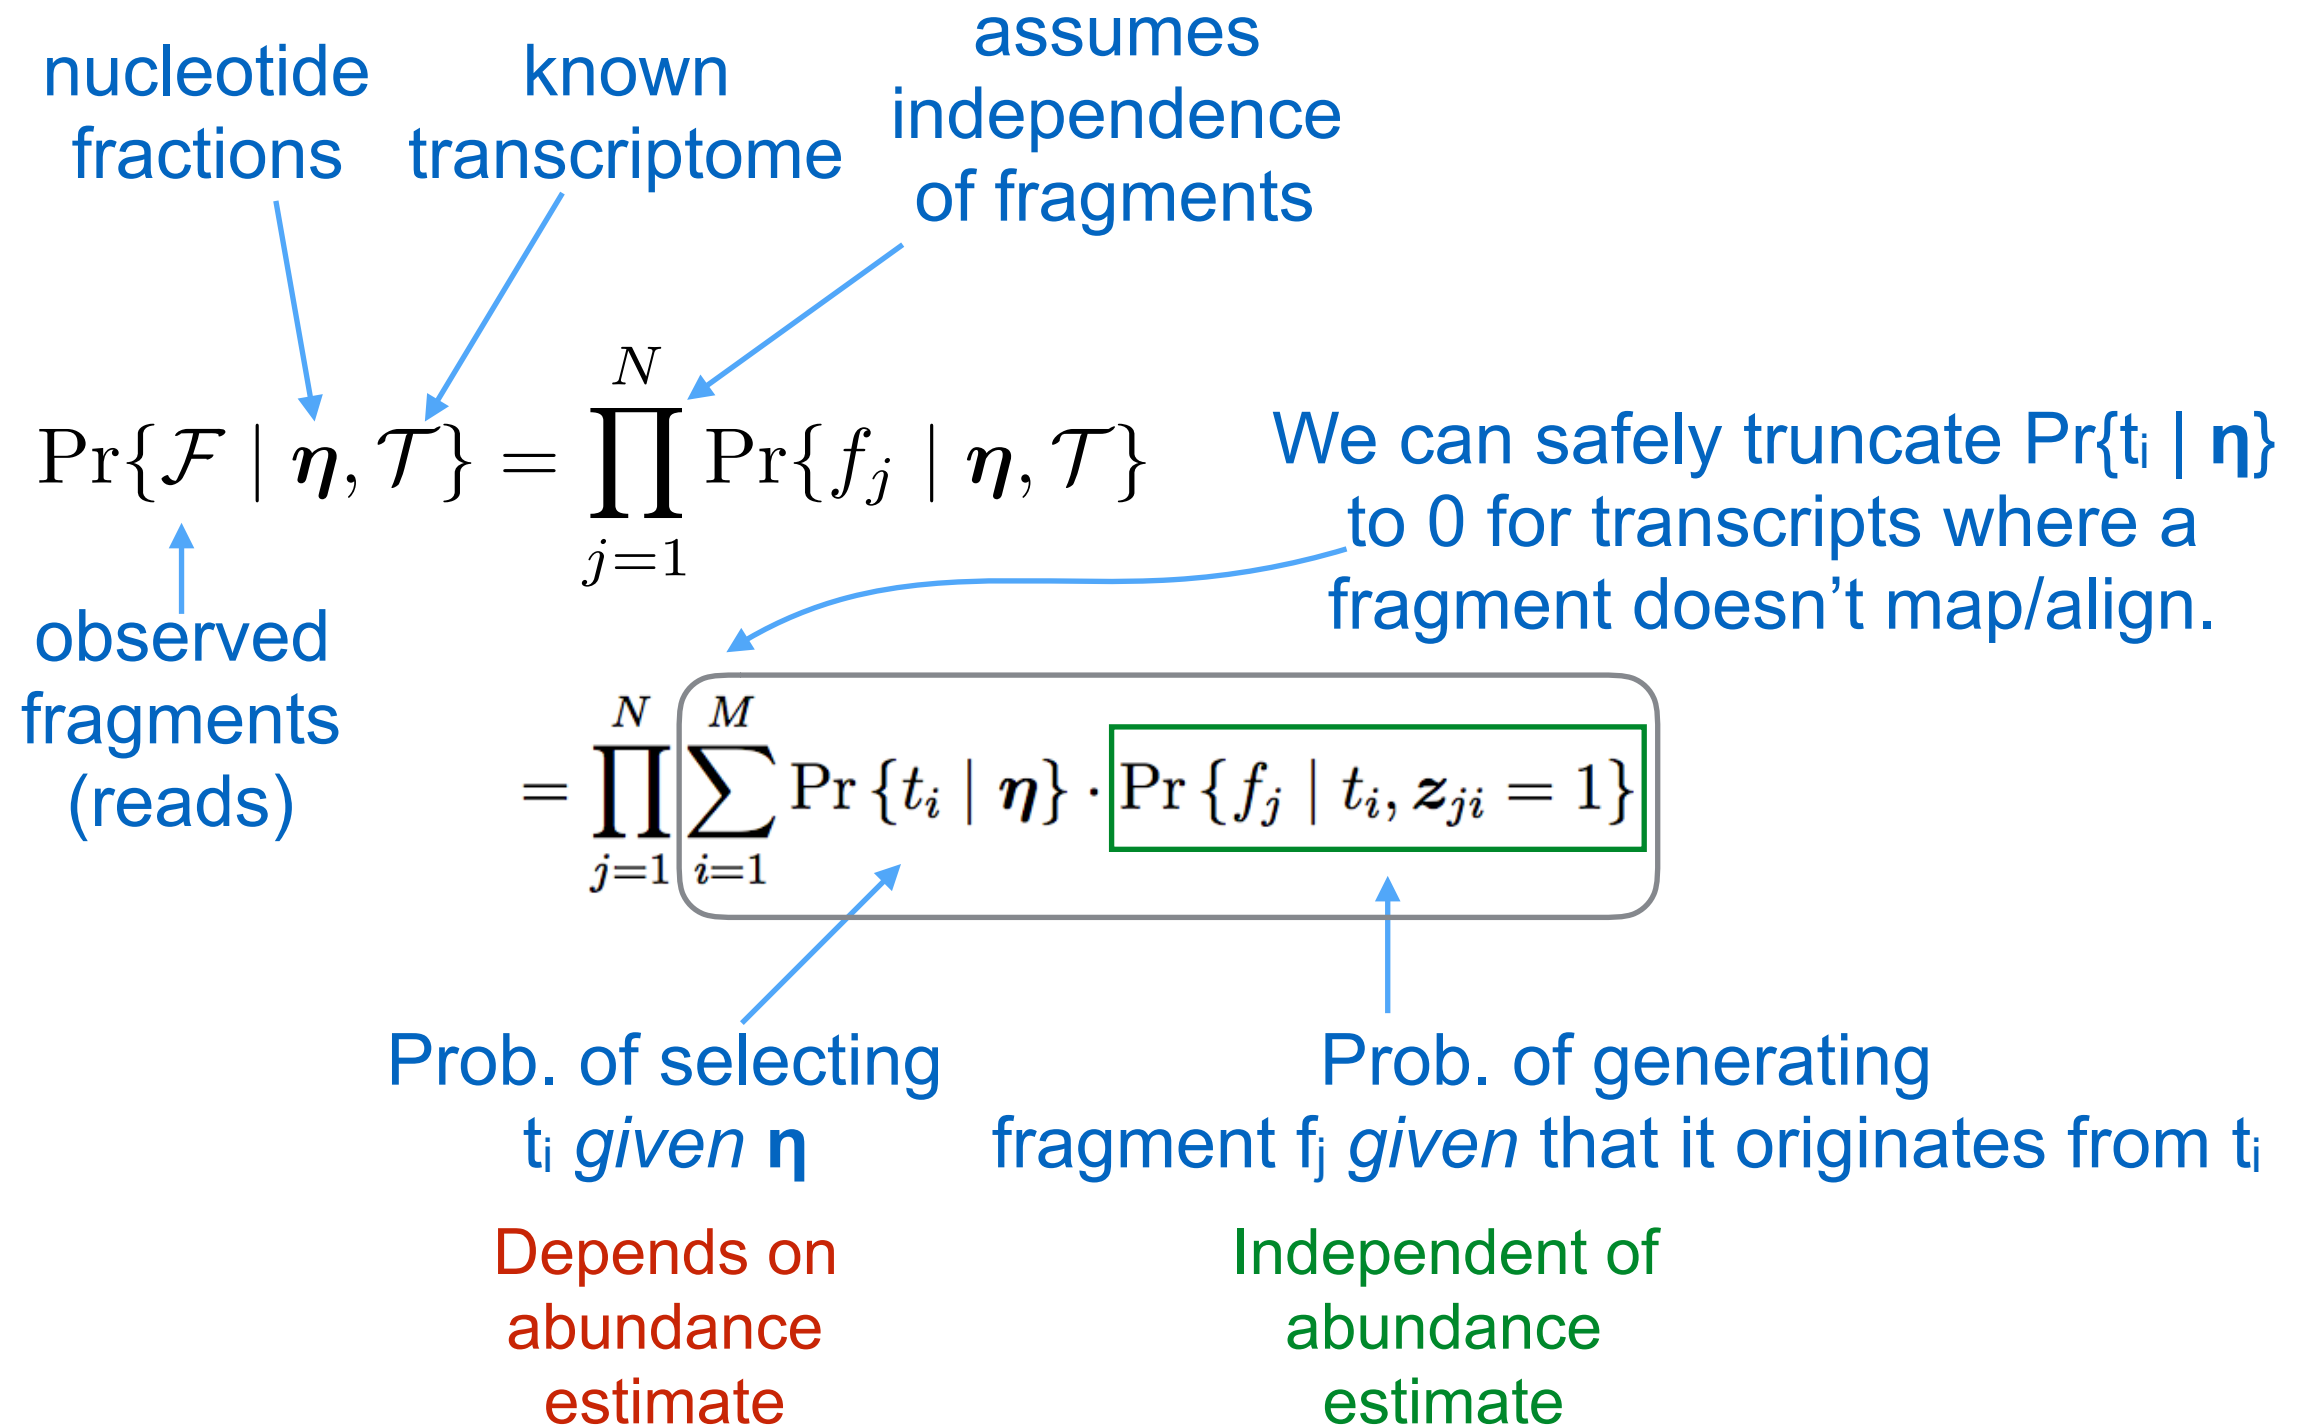 nucleotide
fractions
known
transcriptome
assumes
independence
of fragments
Pr{ℱ | 𝜼, 𝒯} = ∏_{j=1}^{N} Pr{f_j | 𝜼, 𝒯}
We can safely truncate Pr{tᵢ | 𝛈}
to 0 for transcripts where a
fragment doesn’t map/align.
observed
fragments
(reads)
= ∏_{j=1}^{N} ∑_{i=1}^{M} Pr {t_i | 𝜼} · Pr {f_j | t_i, 𝒛_{ji} = 1}
Prob. of selecting
tᵢ given 𝛈
Prob. of generating
fragment fⱼ given that it originates from tᵢ
Depends on
abundance
estimate
Independent of
abundance
estimate